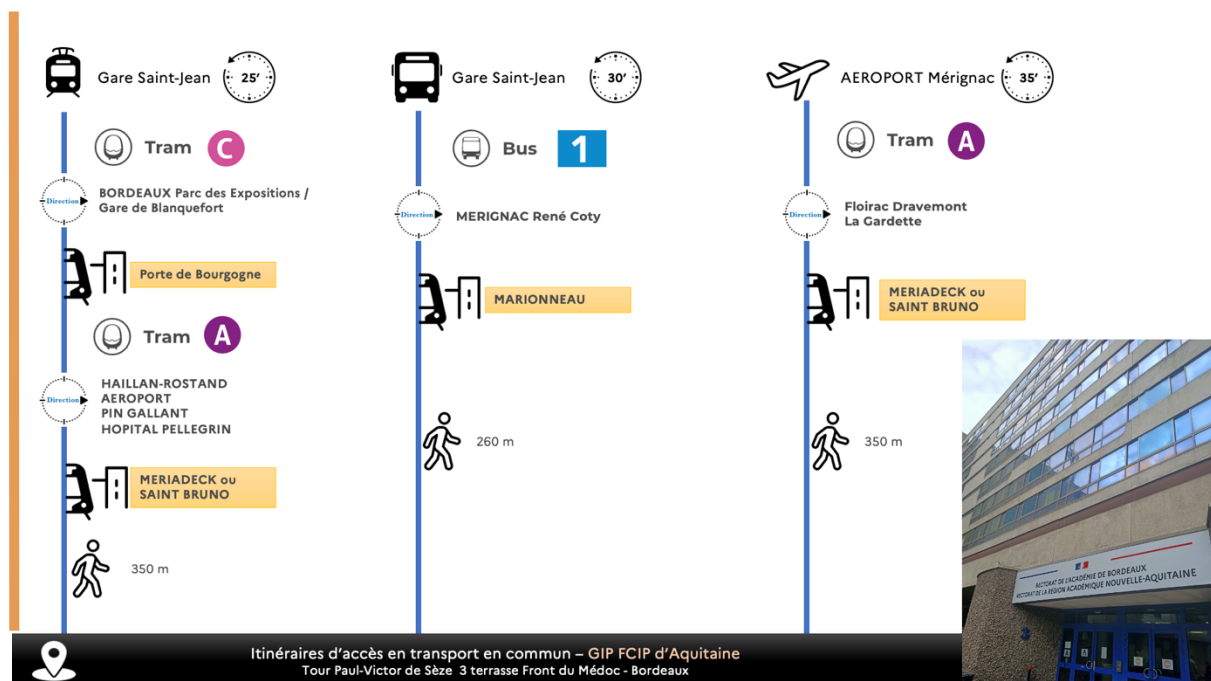 Gare Saint-Jean
25'
Tram C
Direction
BORDEAUX Parc des Expositions /
Gare de Blanquefort
Porte de Bourgogne
Tram A
Direction
HAILLAN-ROSTAND
AEROPORT
PIN GALLANT
HOPITAL PELLEGRIN
MERIADECK ou
SAINT BRUNO
350 m
Gare Saint-Jean
30'
Bus 1
Direction
MERIGNAC René Coty
MARIONNEAU
260 m
AEROPORT Mérignac
35'
Tram A
Direction
Floirac Dravemont
La Gardette
MERIADECK ou
SAINT BRUNO
350 m
RECTORAT DE L'ACADÉMIE DE BORDEAUX
RECTORAT DE LA RÉGION ACADÉMIQUE NOUVELLE-AQUITAINE
3
Itinéraires d'accès en transport en commun – GIP FCIP d'Aquitaine
Tour Paul-Victor de Sèze 3 terrasse Front du Médoc - Bordeaux